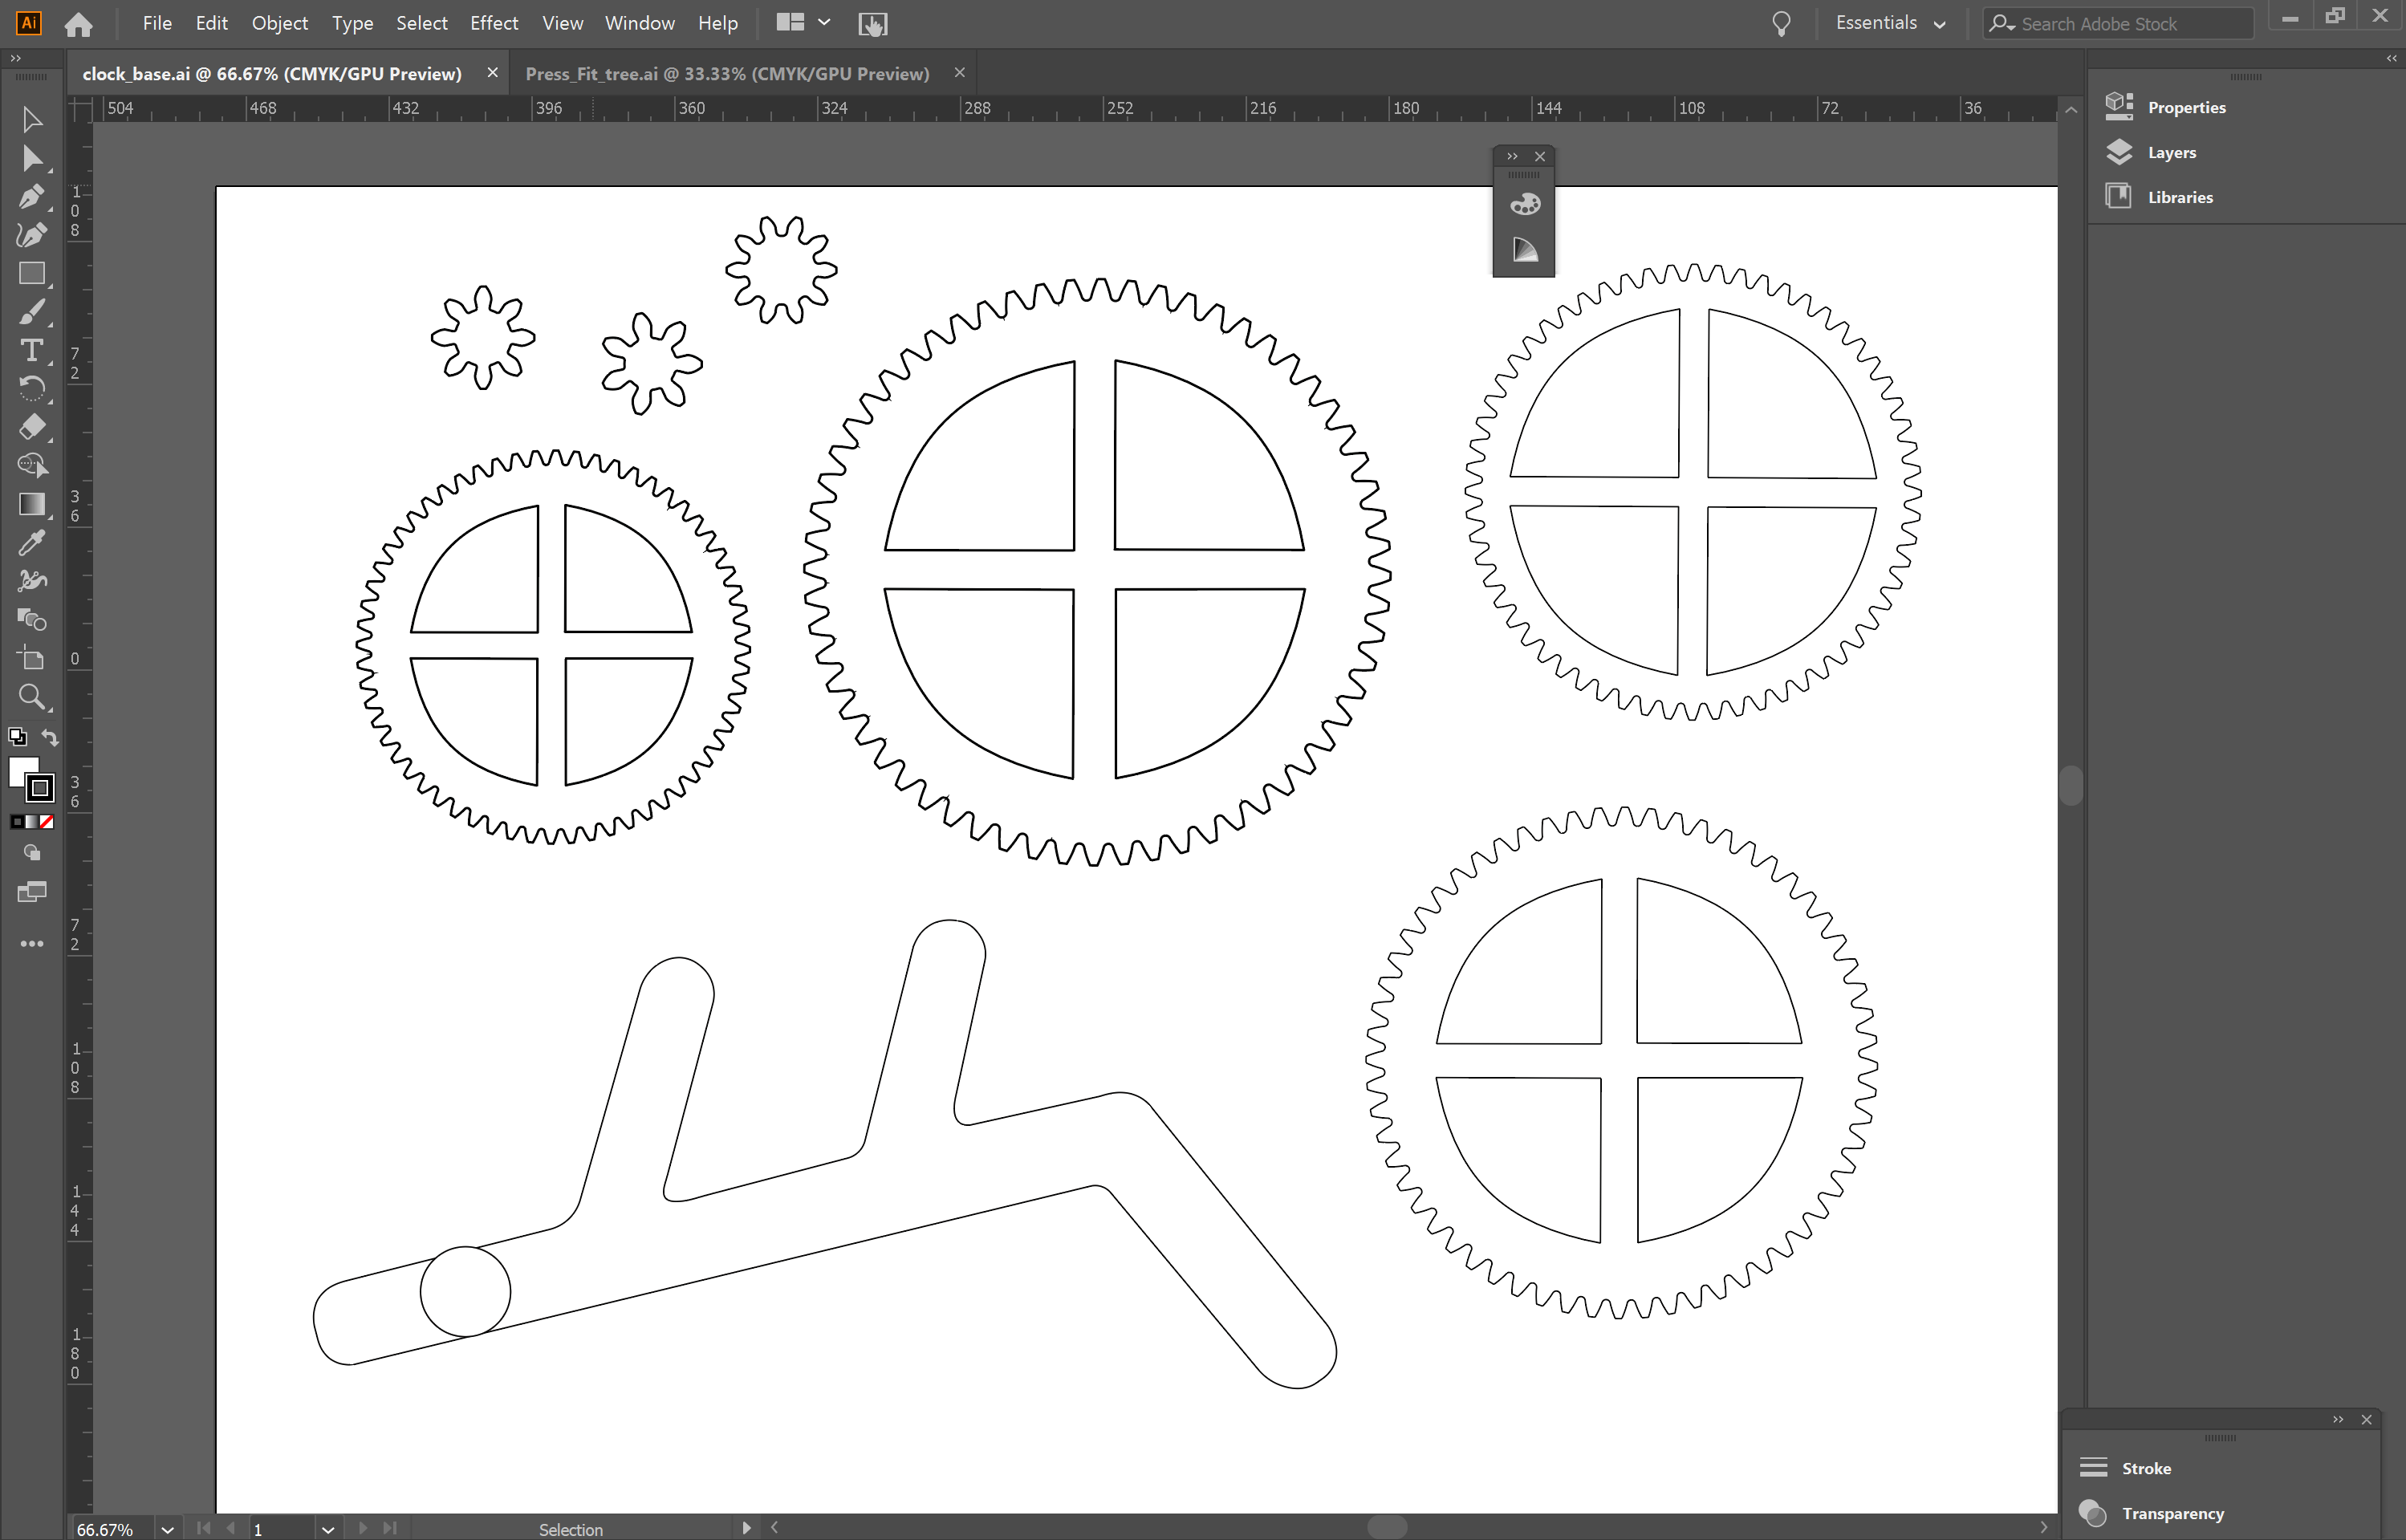 Ai File Edit Object Type Select Effect View Window Help Essentials Search Adobe Stock
clock_base.ai @ 66.67% (CMYK/GPU Preview) Press_Fit_tree.ai @ 33.33% (CMYK/GPU Preview)
504 468 432 396 360 324 288 252 216 180 144 108 72 36
Properties
Layers
Libraries
108
72
36
0
36
72
108
144
180
Stroke
Transparency
66.67% 1 Selection